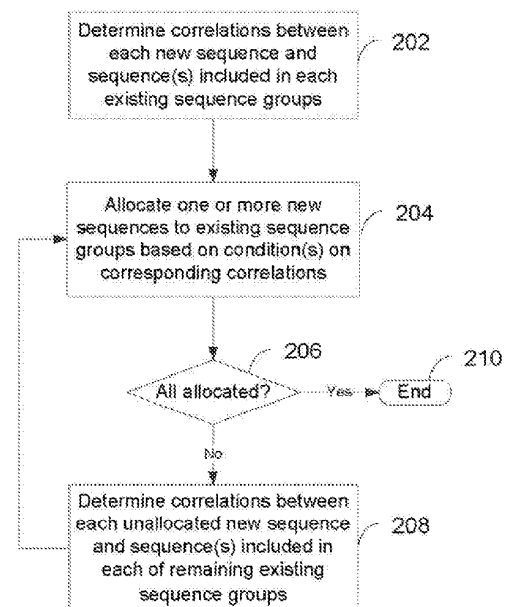 Determine correlations between
each new sequence and
sequence(s) included in each
existing sequence groups
202
Allocate one or more new
sequences to existing sequence
groups based on condition(s) on
corresponding correlations
204
206
All allocated?
Yes
210
End
No
Determine correlations between
each unallocated new sequence
and sequence(s) included in
each of remaining existing
sequence groups
208